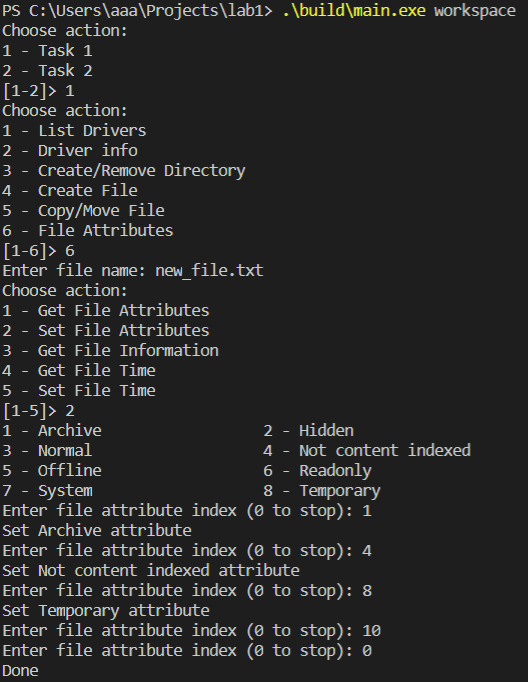 PS C:\Users\aaa\Projects\lab1> .\build\main.exe workspace
Choose action:
1 - Task 1
2 - Task 2
[1-2]> 1
Choose action:
1 - List Drivers
2 - Driver info
3 - Create/Remove Directory
4 - Create File
5 - Copy/Move File
6 - File Attributes
[1-6]> 6
Enter file name: new_file.txt
Choose action:
1 - Get File Attributes
2 - Set File Attributes
3 - Get File Information
4 - Get File Time
5 - Set File Time
[1-5]> 2
1 - Archive 2 - Hidden
3 - Normal 4 - Not content indexed
5 - Offline 6 - Readonly
7 - System 8 - Temporary
Enter file attribute index (0 to stop): 1
Set Archive attribute
Enter file attribute index (0 to stop): 4
Set Not content indexed attribute
Enter file attribute index (0 to stop): 8
Set Temporary attribute
Enter file attribute index (0 to stop): 10
Enter file attribute index (0 to stop): 0
Done